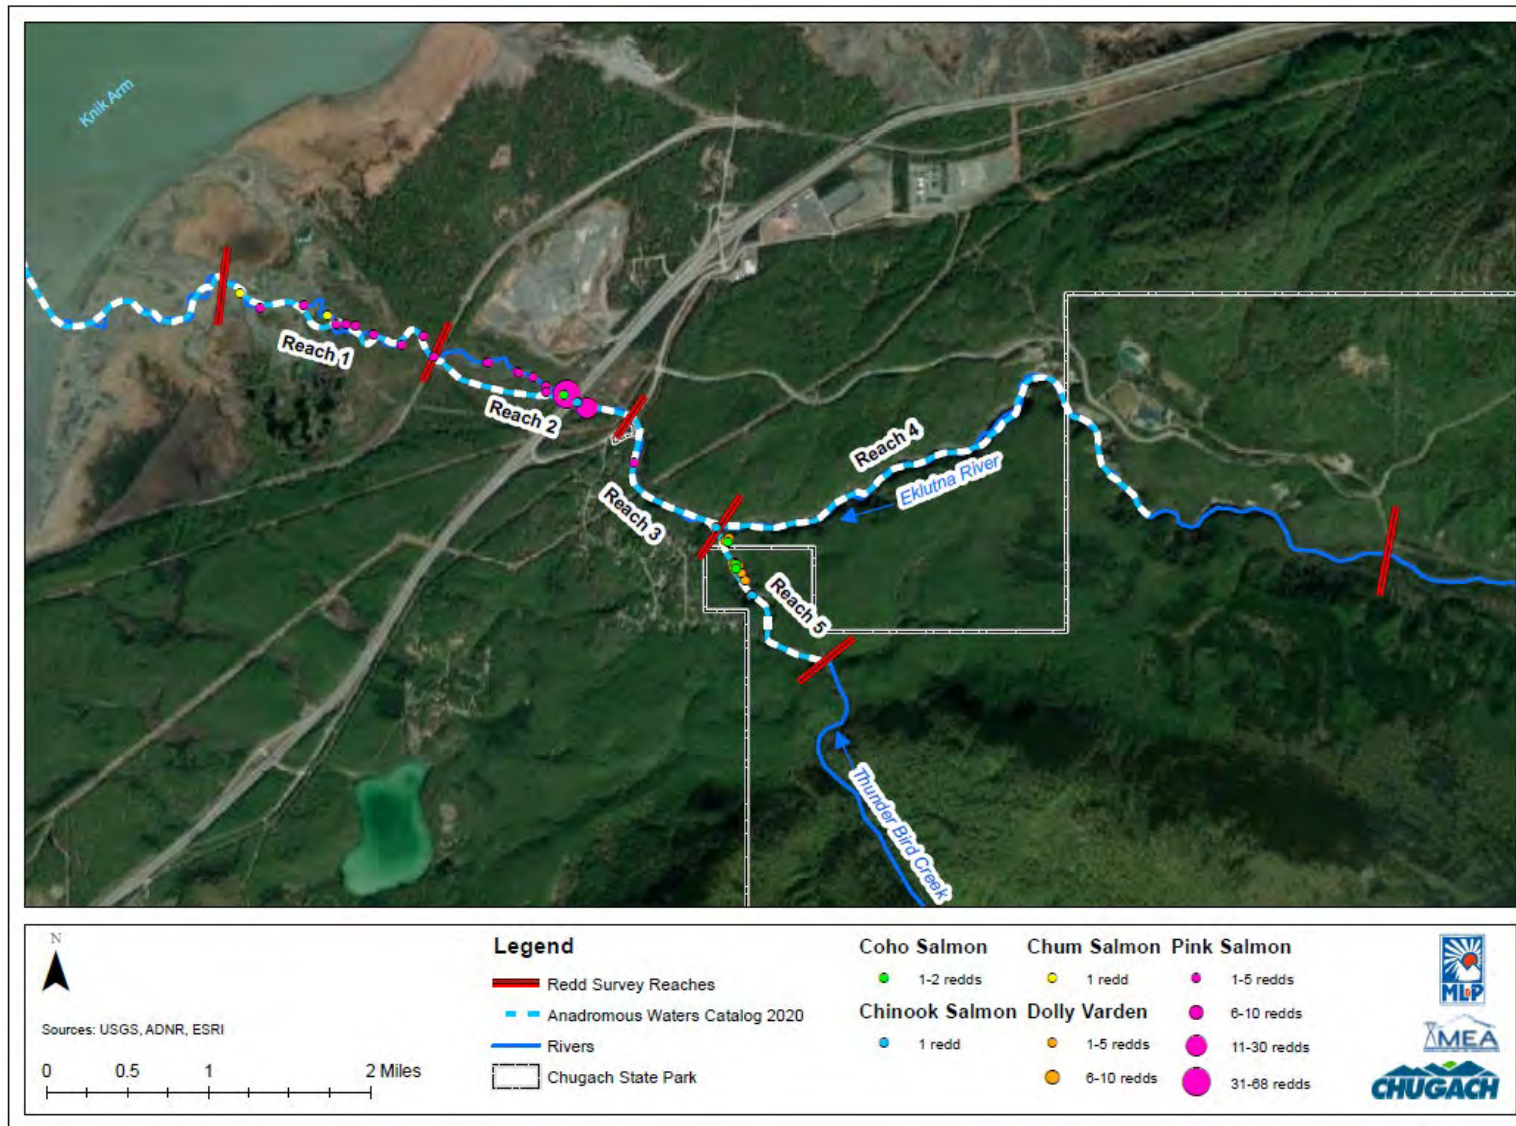 Knik Arm
Reach 1
Reach 2
Reach 3
Reach 4
Eklutna River
Reach 5
Thunder Bird Creek
N
Sources: USGS, ADNR, ESRI
0 0.5 1 2 Miles
Legend
Redd Survey Reaches
Anadromous Waters Catalog 2020
Rivers
Chugach State Park
Coho Salmon
1-2 redds
Chinook Salmon
1 redd
Chum Salmon
1 redd
Dolly Varden
1-5 redds
6-10 redds
Pink Salmon
1-5 redds
6-10 redds
11-30 redds
31-68 redds
ML&P
MEA
CHUGACH